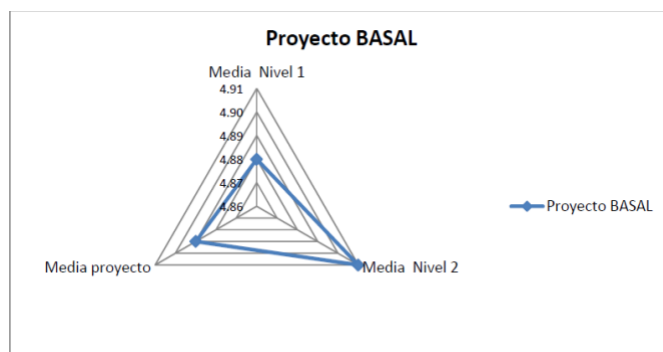 Proyecto BASAL
Media Nivel 1
4.91
4.90
4.89
4.88
4.87
4.86
Proyecto BASAL
Media proyecto
Media Nivel 2